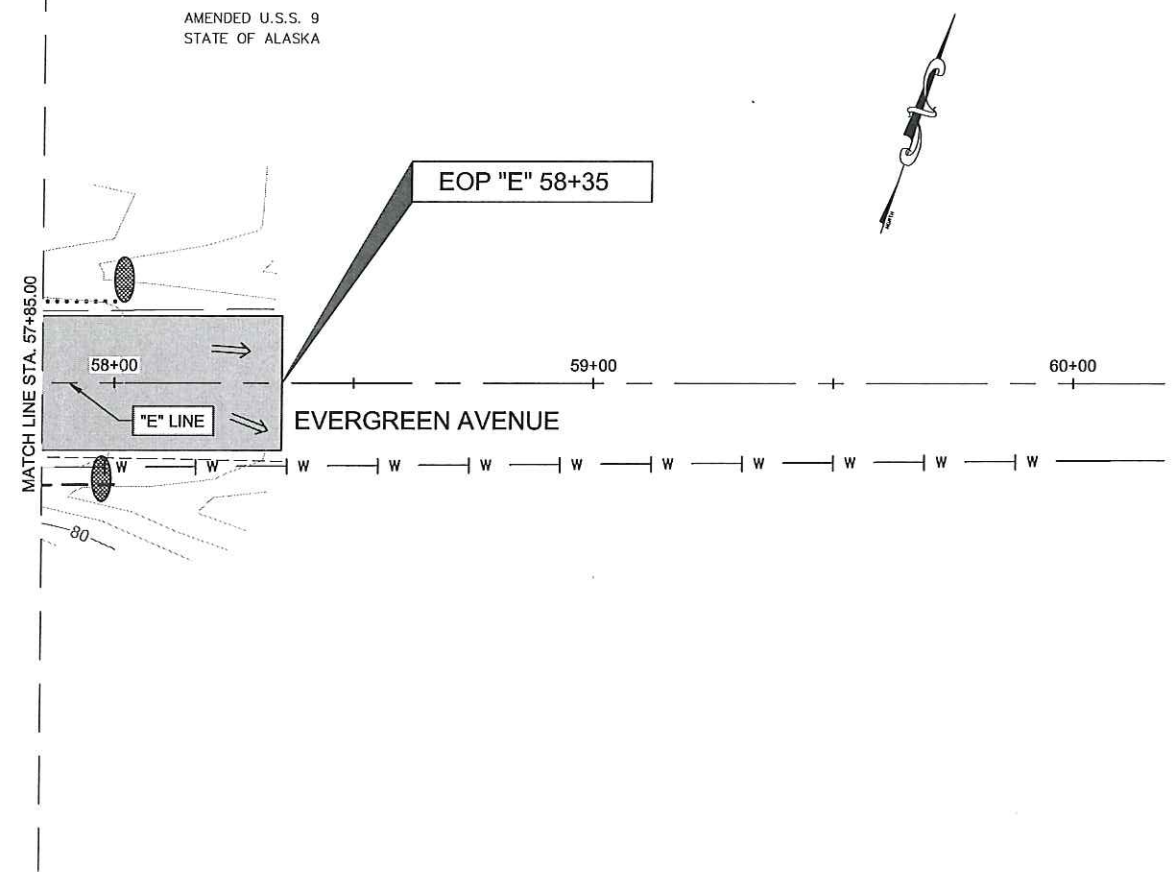 AMENDED U.S.S. 9
STATE OF ALASKA
NORTH
EOP "E" 58+35
MATCH LINE STA. 57+85.00
58+00
59+00
60+00
"E" LINE
EVERGREEN AVENUE
W W W W W W W W W W W
80